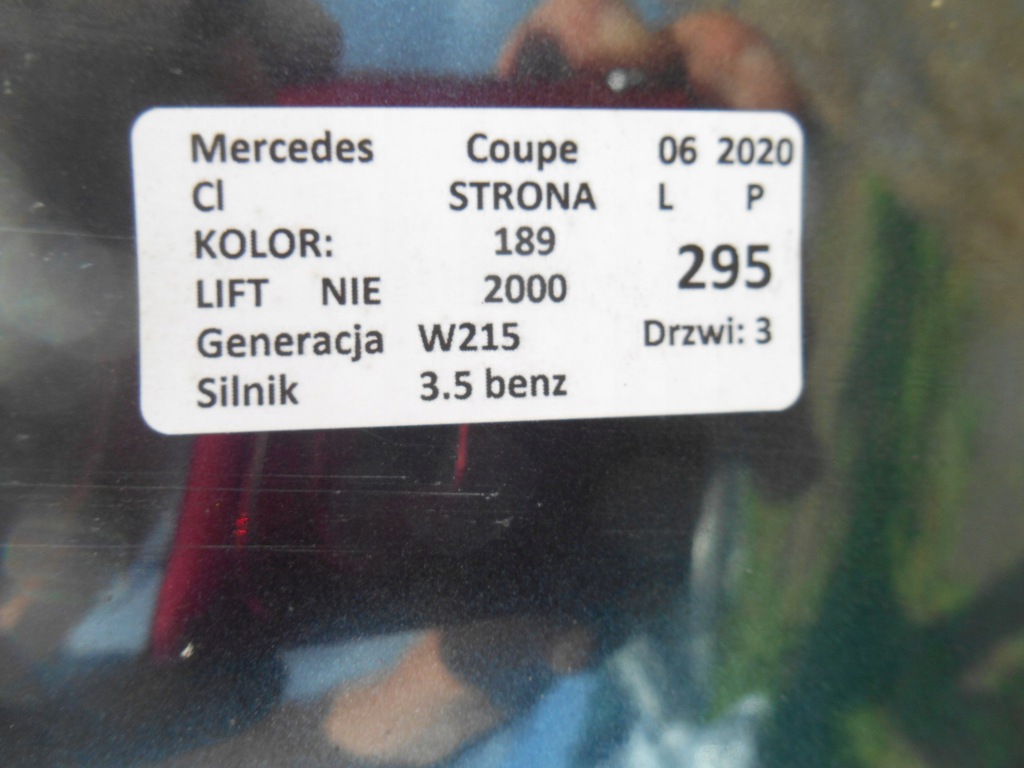 Mercedes Coupe 06 2020
Cl STRONA L P
KOLOR: 189
295
LIFT NIE 2000
Generacja W215 Drzwi: 3
Silnik 3.5 benz